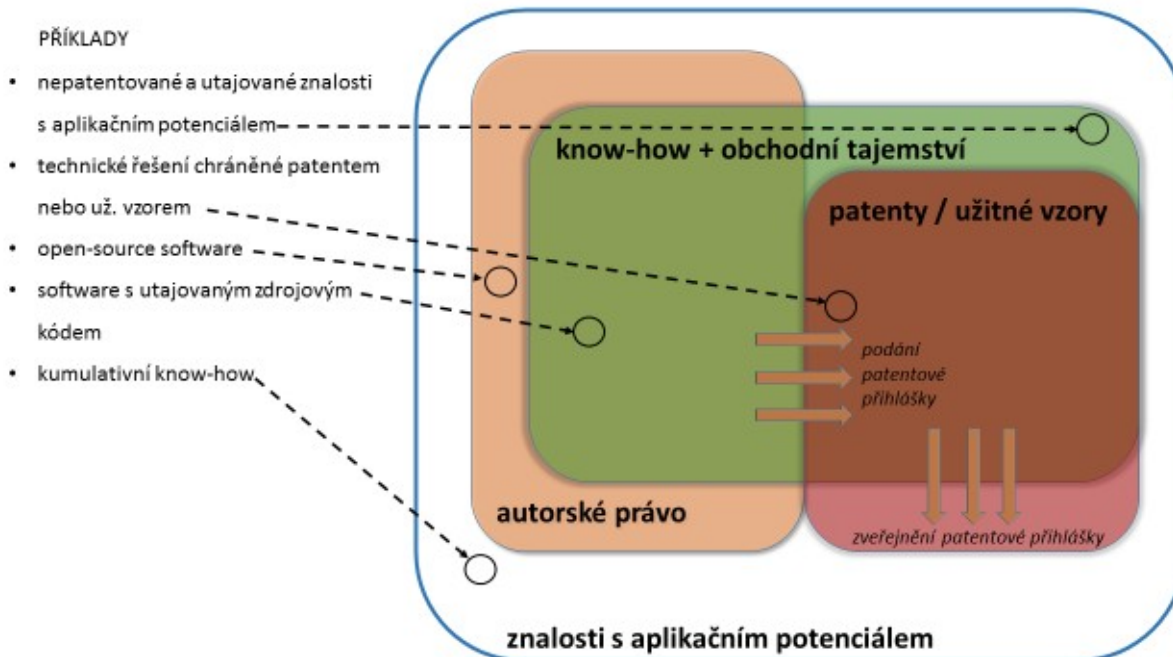 PŘÍKLADY
• nepatentované a utajované znalosti
s aplikačním potenciálem
• technické řešení chráněné patentem
nebo už. vzorem
• open-source software
• software s utajovaným zdrojovým
kódem
• kumulativní know-how
know-how + obchodní tajemství
patenty / užitné vzory
podání
patentové
přihlášky
autorské právo
zveřejnění patentové přihlášky
znalosti s aplikačním potenciálem